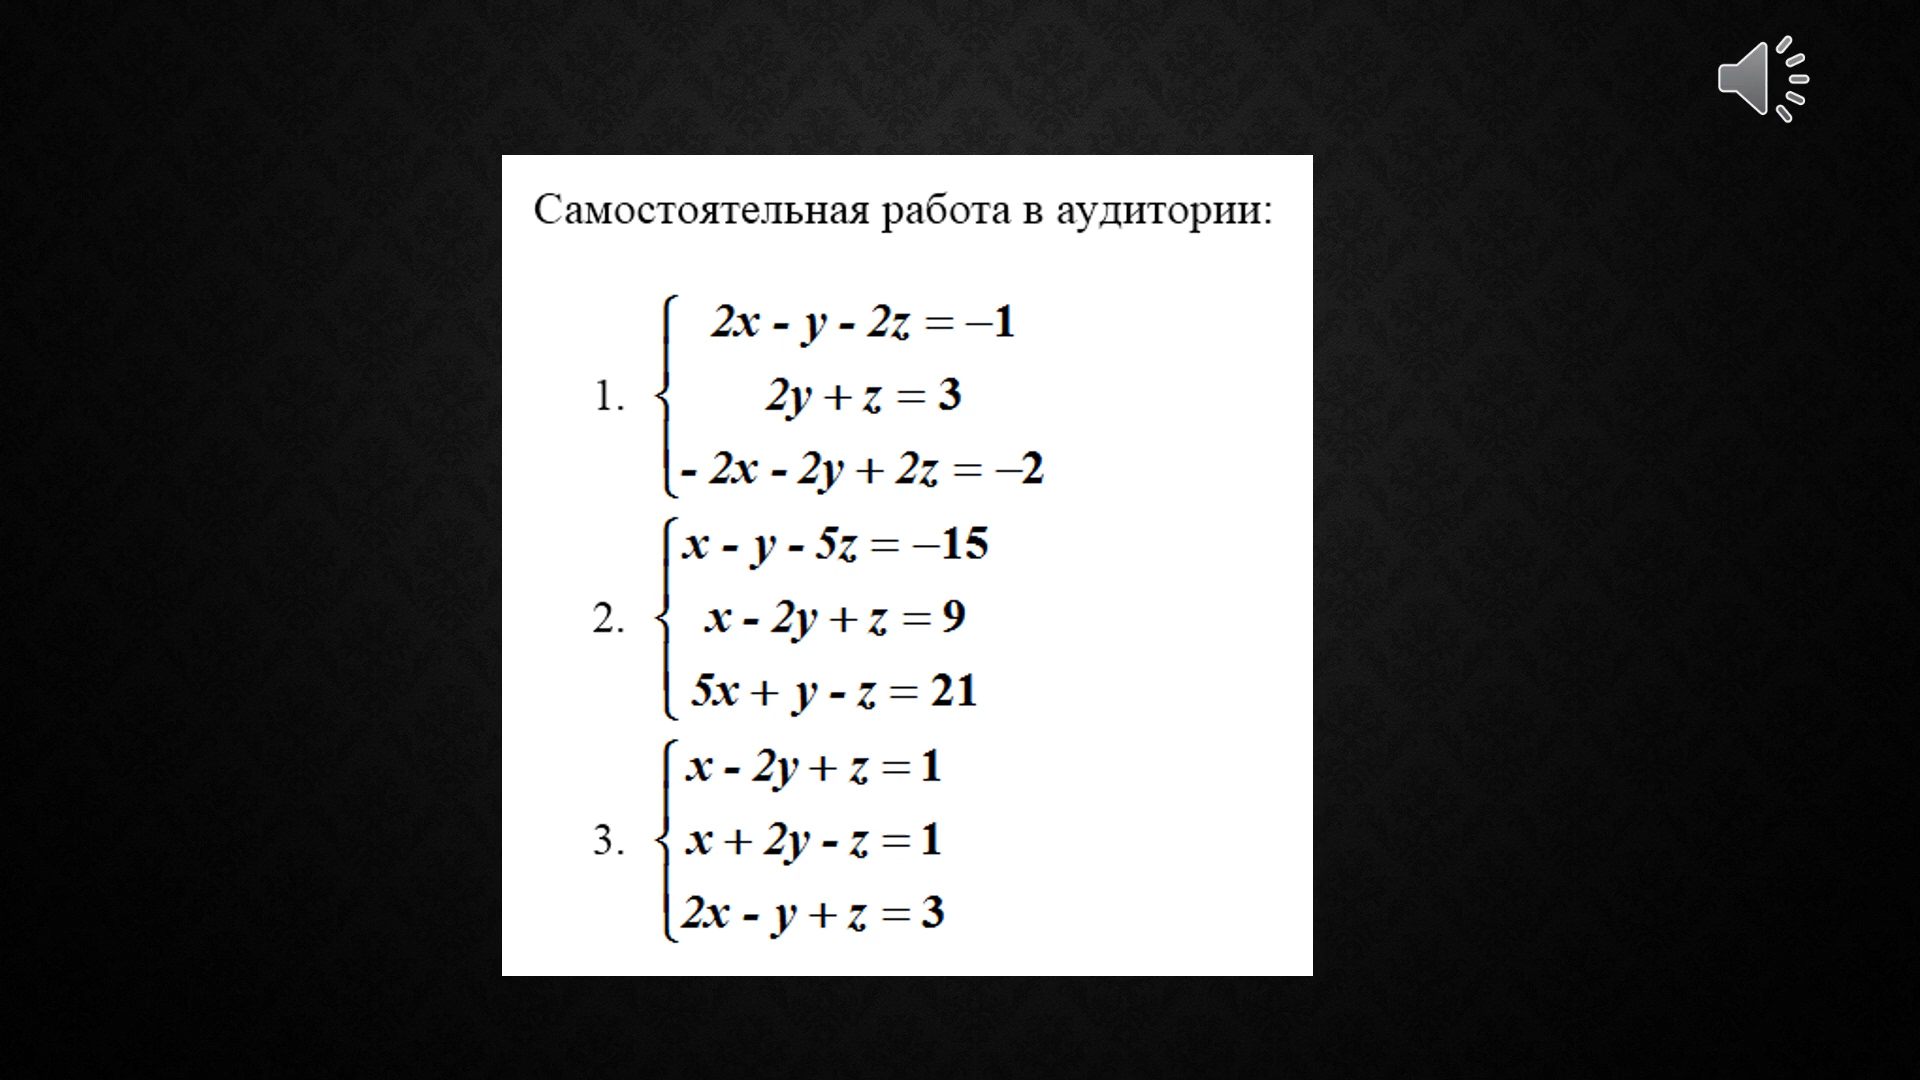 Самостоятельная работа в аудитории:
2x - y - 2z = –1
1. 2y + z = 3
- 2x - 2y + 2z = –2
x - y - 5z = –15
2. x - 2y + z = 9
5x + y - z = 21
x - 2y + z = 1
3. x + 2y - z = 1
2x - y + z = 3